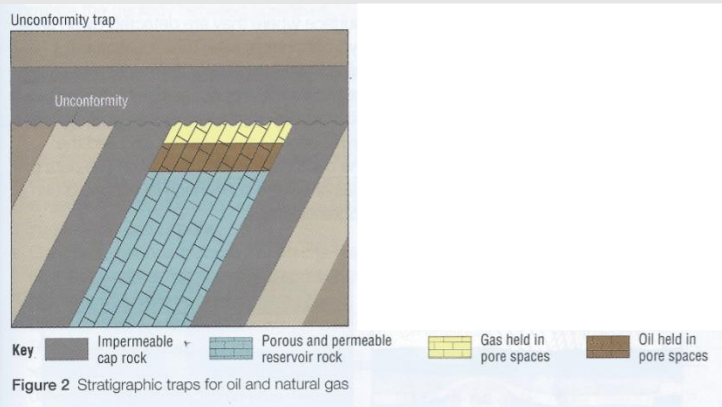 Unconformity trap
Unconformity
Key
Impermeable
cap rock
Porous and permeable
reservoir rock
Gas held in
pore spaces
Oil held in
pore spaces
Figure 2 Stratigraphic traps for oil and natural gas